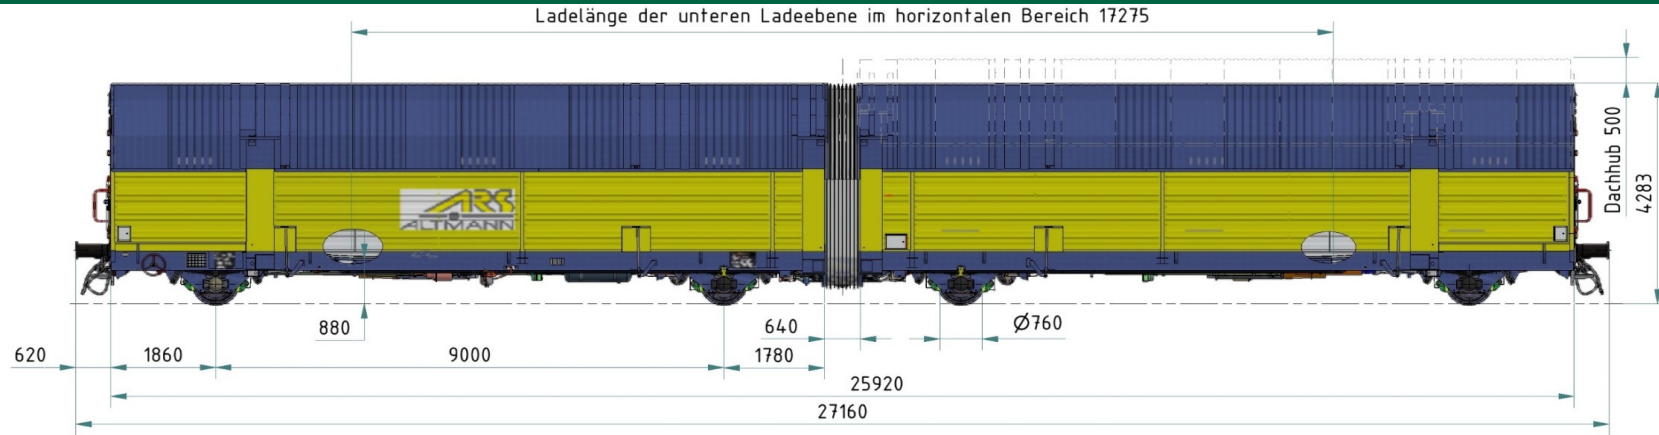 Ladelänge der unteren Ladeebene im horizontalen Bereich 17275
Dachhub 500
4283
ARS
ALTMANN
880
640
Ø760
620
1860
9000
1780
25920
27160